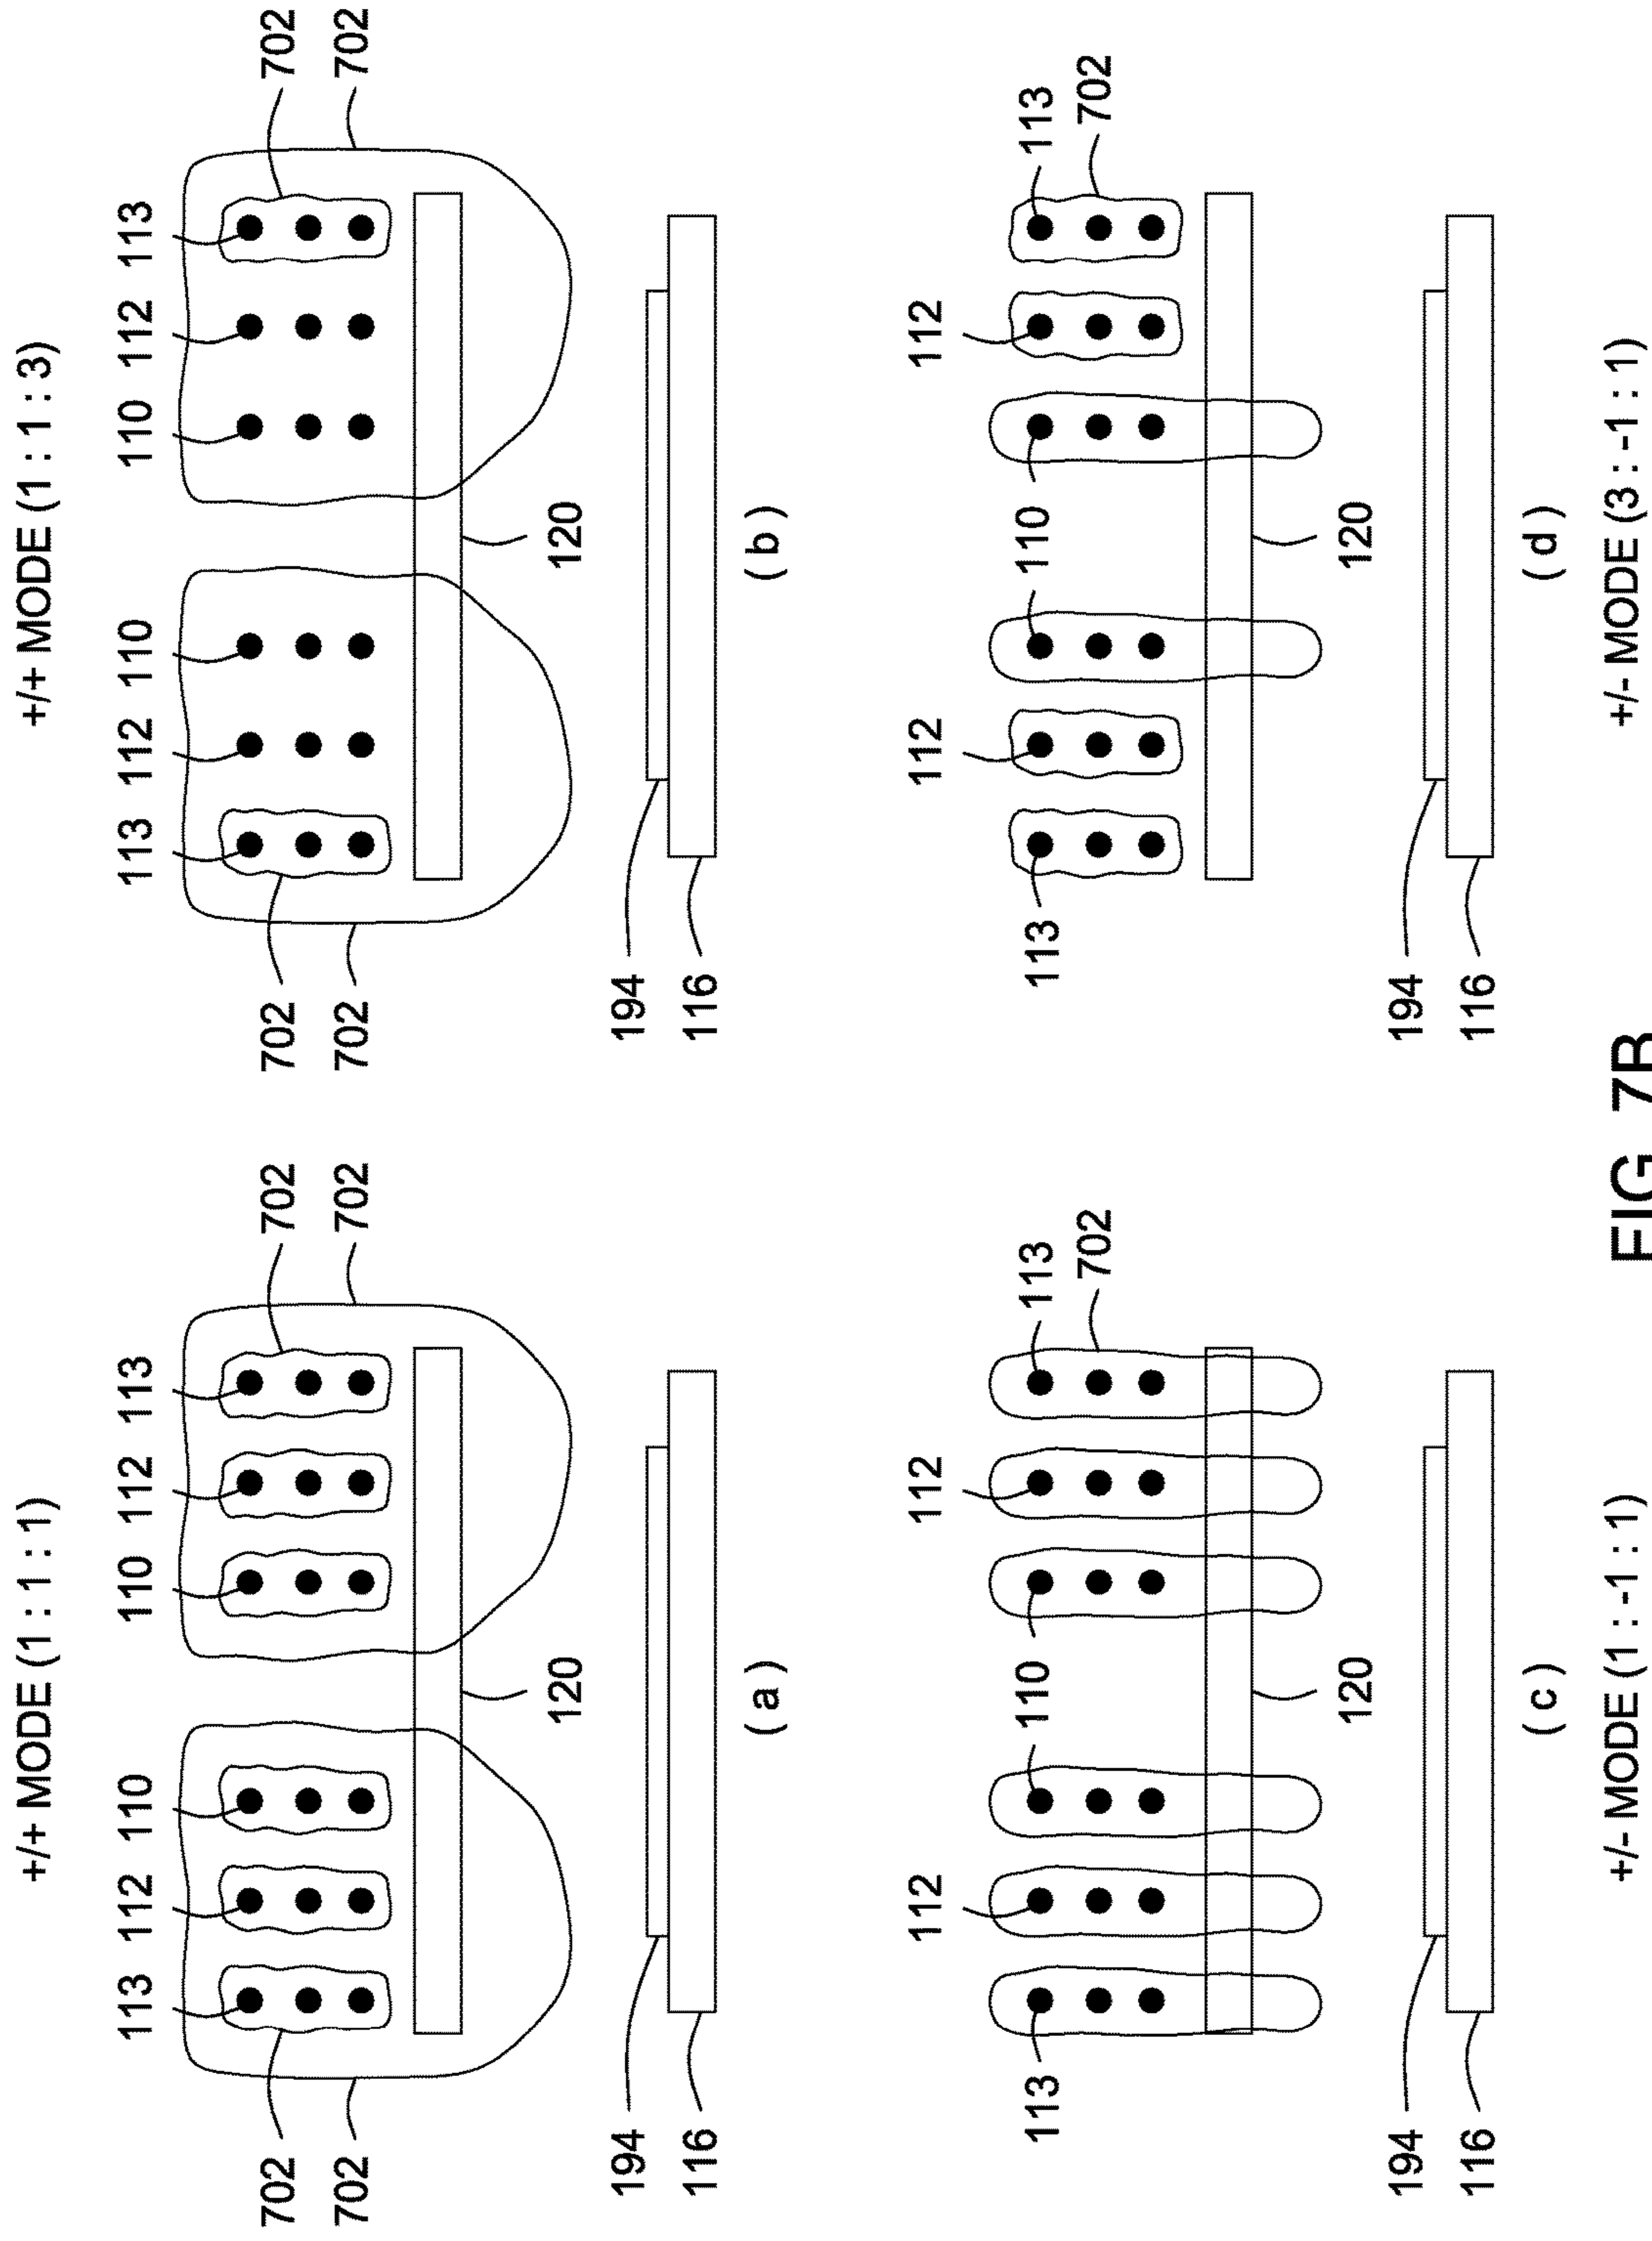 +/+ MODE (1 : 1 : 1)
113 112 110 110 112 113
702 702
702 702
120
194
116
( a )
+/+ MODE (1 : 1 : 3)
113 112 110 110 112 113
702 702
702 702
120
194
116
( b )
112 112
113 110 113
702
120
194
116
( c )
+/- MODE (1 : -1 : 1)
112 112
113 110 113
702
120
194
116
( d )
+/- MODE (3 : -1 : 1)
FIG 7B